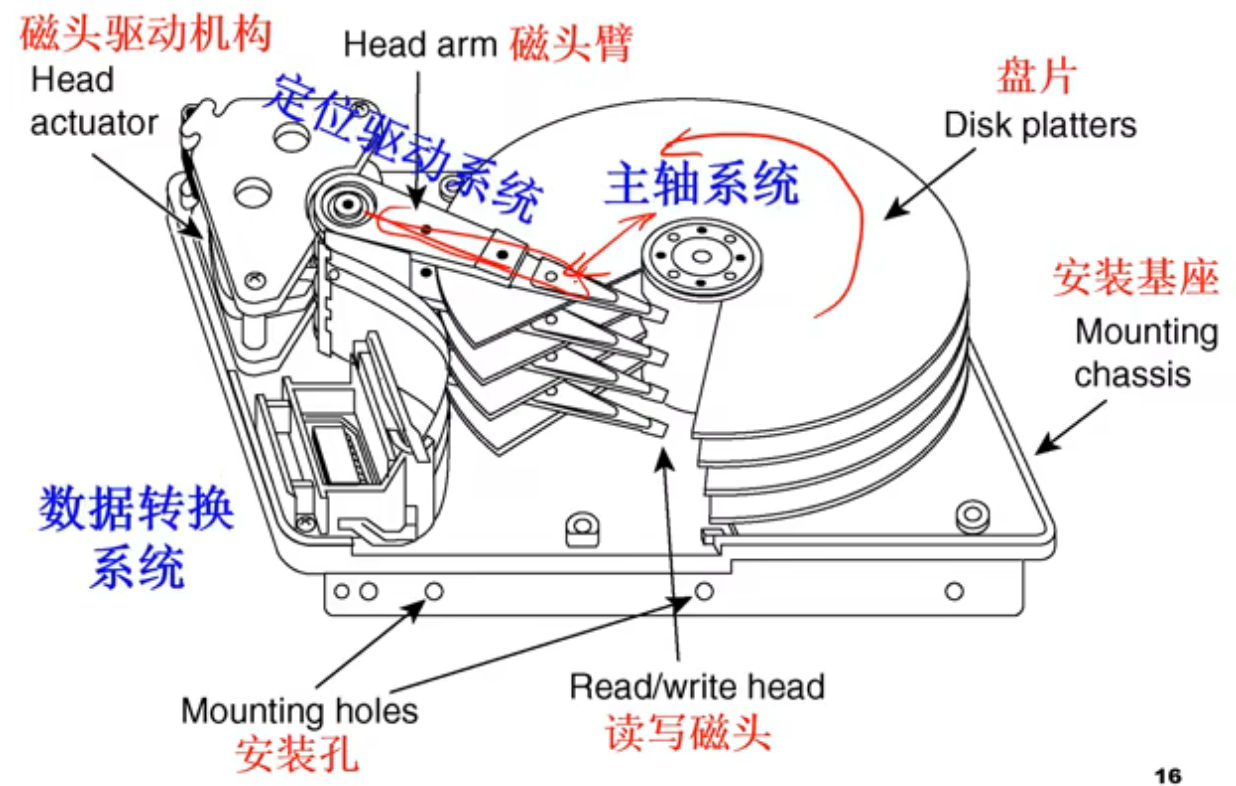 磁头驱动机构
Head
actuator
Head arm 磁头臂
定位驱动系统
盘片
Disk platters
主轴系统
安装基座
Mounting
chassis
数据转换
系统
Mounting holes
安装孔
Read/write head
读写磁头
16